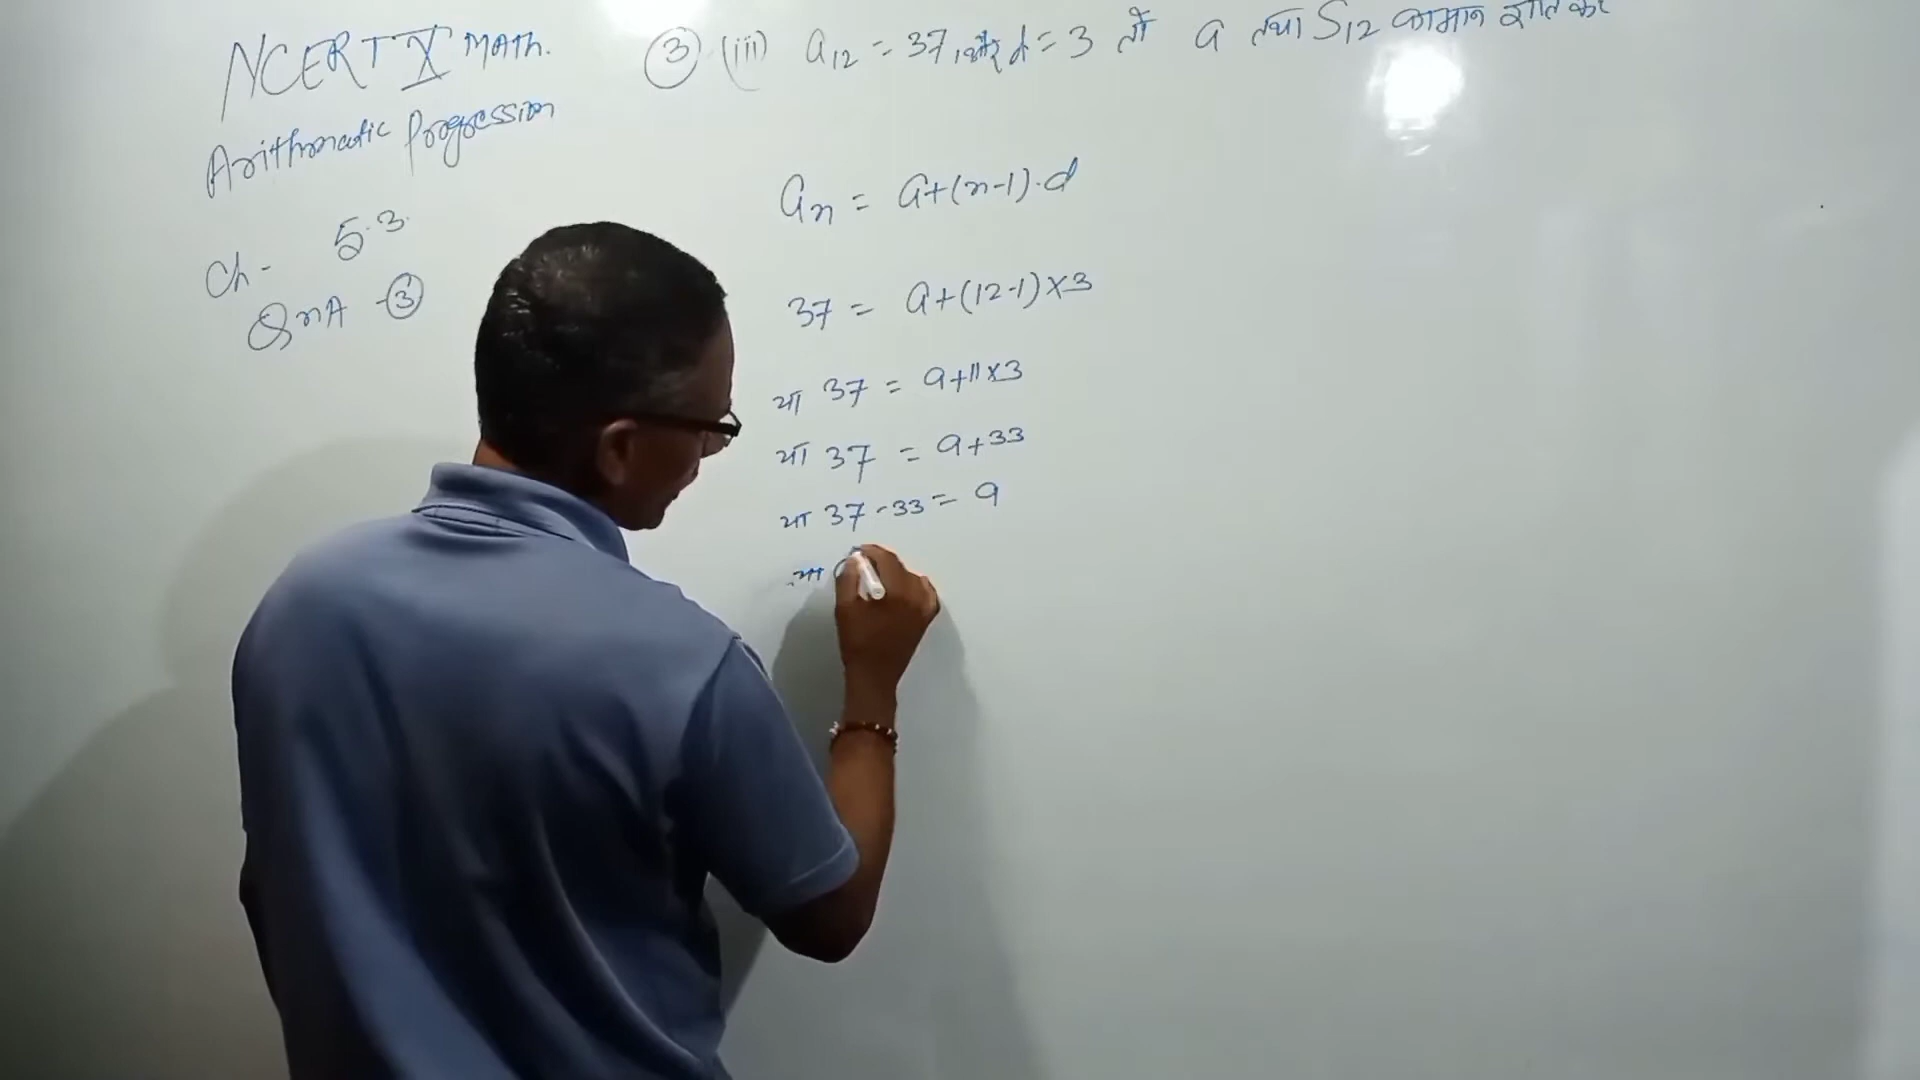 NCERT X Math.
Arithmatic Progression
Ch - 5.3.
QnA - 3
3 (iii) a12 = 37, और d = 3 तो a तथा S12 का मान ज्ञात करे
an = a+(n-1).d
37 = a+(12-1)×3
या 37 = a+11×3
या 37 = a+33
या 37-33 = a
या